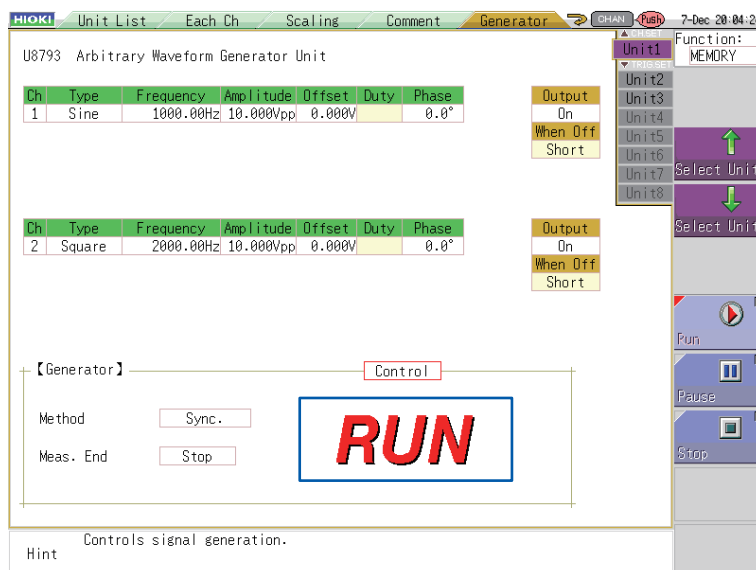 HIOKI Unit List Each Ch Scaling Comment Generator CHAN Push 7-Dec 20:04:2
U8793 Arbitrary Waveform Generator Unit
▲ CH SET
Unit1
▼ TRIG SET
Unit2
Unit3
Unit4
Unit5
Unit6
Unit7
Unit8
Function:
MEMORY
Select Unit
Select Unit
Ch Type Frequency Amplitude Offset Duty Phase
1 Sine 1000.00Hz 10.000Vpp 0.000V 0.0°
Output
On
When Off
Short
Ch Type Frequency Amplitude Offset Duty Phase
2 Square 2000.00Hz 10.000Vpp 0.000V 0.0°
Output
On
When Off
Short
【Generator】
Control
Method Sync.
Meas. End Stop
RUN
Run
Pause
Stop
Controls signal generation.
Hint